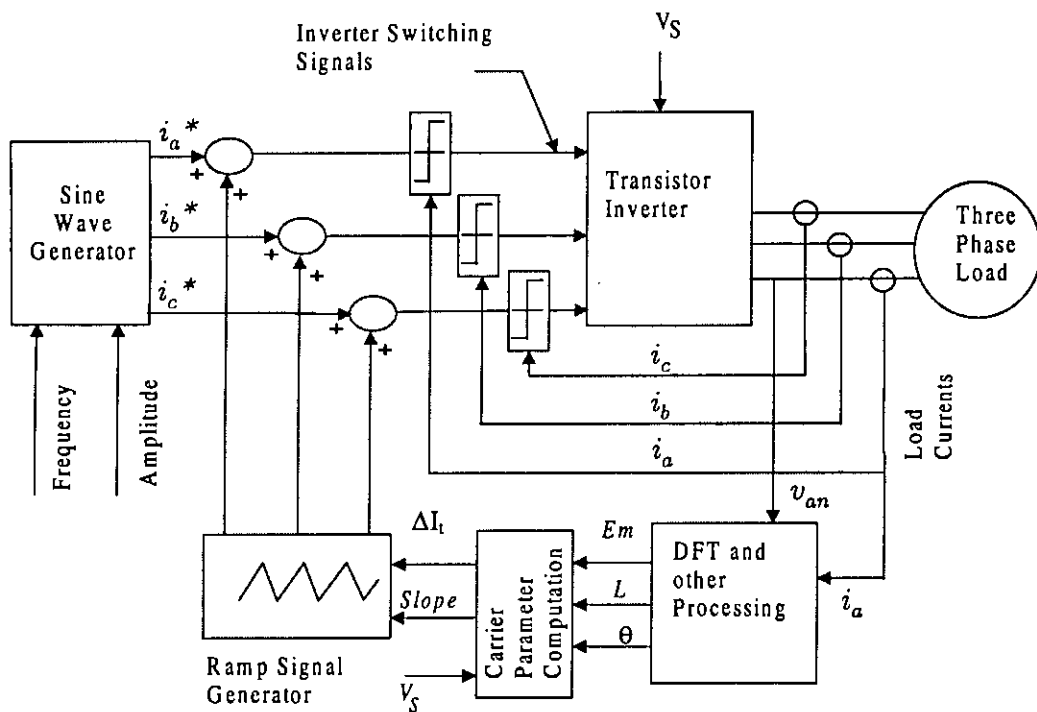 V_S
Inverter Switching
Signals
i_a*
+
+
Sine
Wave
Generator
i_b*
+
+
i_c*
+
+
Transistor
Inverter
Three
Phase
Load
Frequency
Amplitude
i_c
i_b
i_a
Load
Currents
v_an
ΔI_t
Slope
Ramp Signal
Generator
V_S
Carrier
Parameter
Computation
Em
L
θ
DFT and
other
Processing
i_a